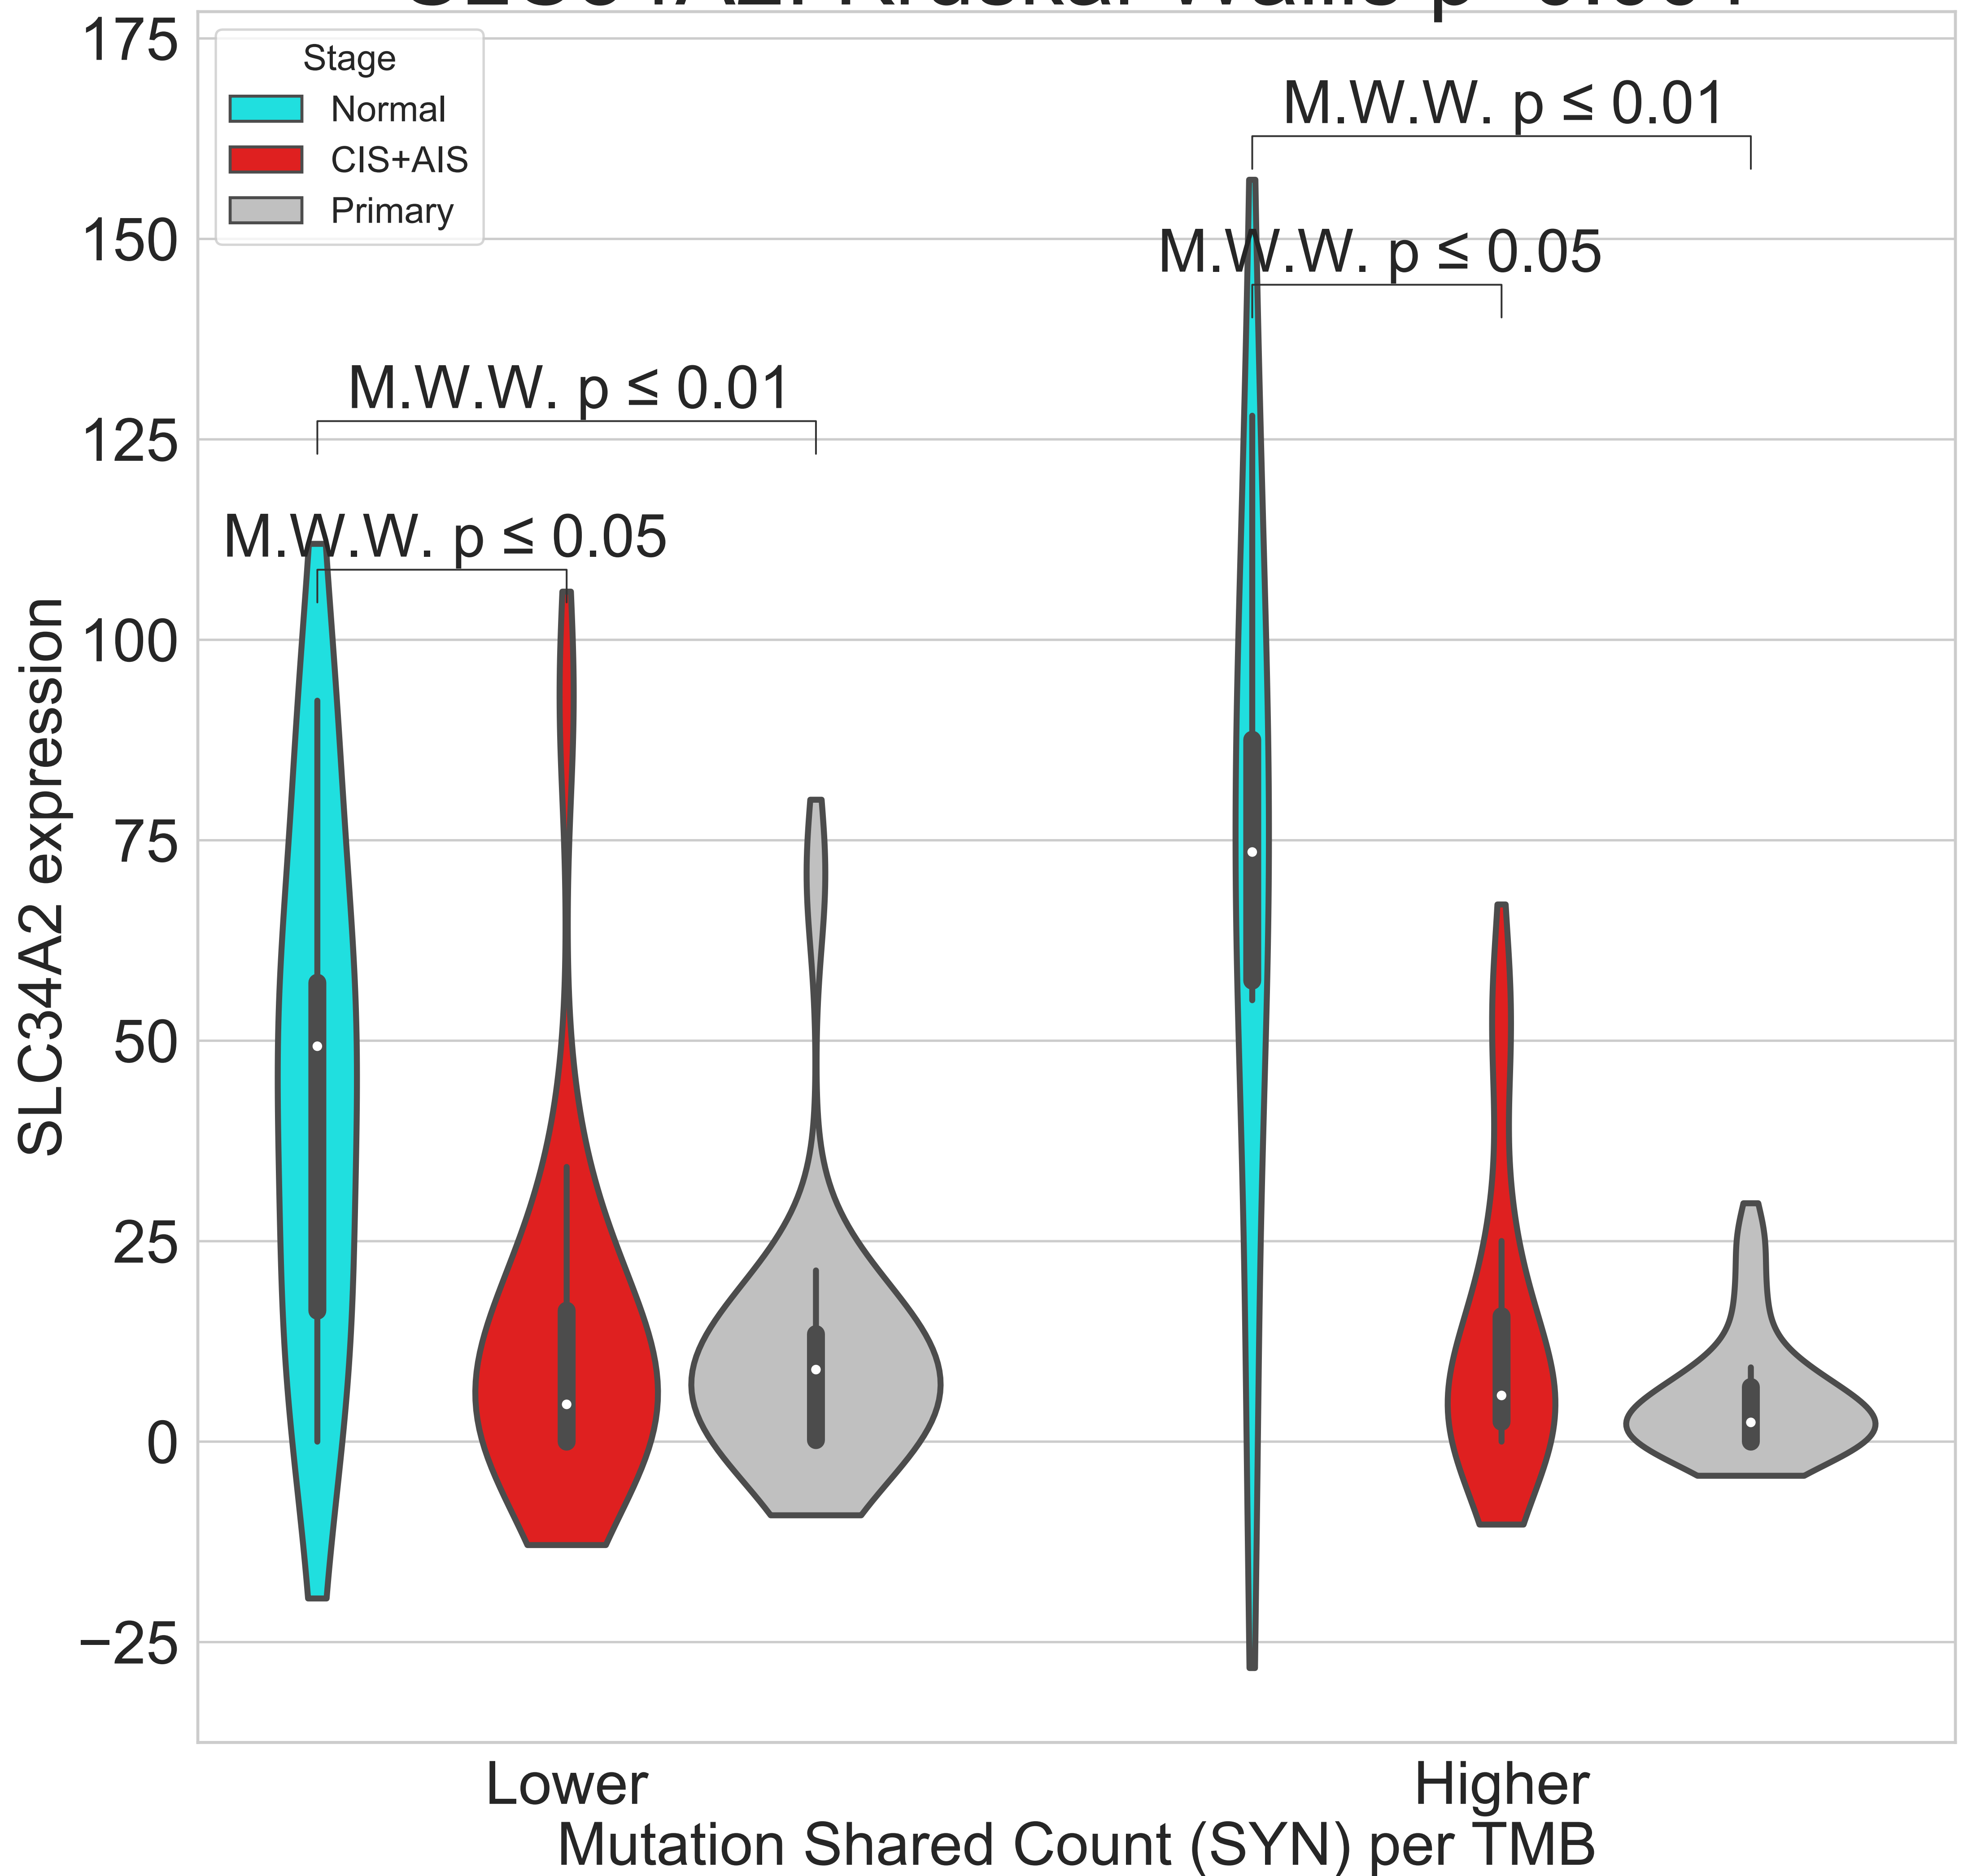 175
Stage
Normal
CIS+AIS
Primary
M.W.W. p ≤ 0.01
150
M.W.W. p ≤ 0.05
M.W.W. p ≤ 0.01
125
M.W.W. p ≤ 0.05
100
SLC34A2 expression
75
50
25
0
−25
Lower
Higher
Mutation Shared Count (SYN) per TMB